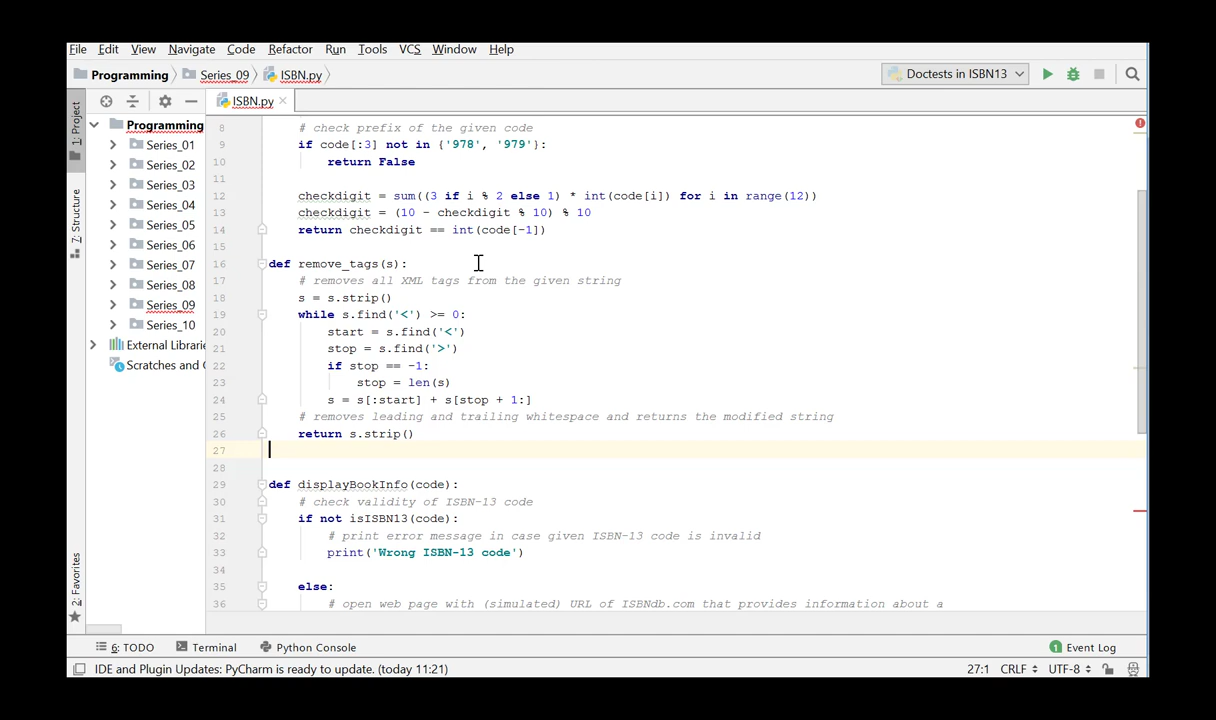 File Edit View Navigate Code Refactor Run Tools VCS Window Help
Programming Series_09 ISBN.py Doctests in ISBN13
1: Project
7: Structure
2: Favorites
ISBN.py
Programming
Series_01
Series_02
Series_03
Series_04
Series_05
Series_06
Series_07
Series_08
Series_09
Series_10
External Librarie
Scratches and C
8 # check prefix of the given code
9 if code[:3] not in {'978', '979'}:
10 return False
11
12 checkdigit = sum((3 if i % 2 else 1) * int(code[i]) for i in range(12))
13 checkdigit = (10 - checkdigit % 10) % 10
14 return checkdigit == int(code[-1])
15
16 def remove_tags(s):
17 # removes all XML tags from the given string
18 s = s.strip()
19 while s.find('<') >= 0:
20 start = s.find('<')
21 stop = s.find('>')
22 if stop == -1:
23 stop = len(s)
24 s = s[:start] + s[stop + 1:]
25 # removes leading and trailing whitespace and returns the modified string
26 return s.strip()
27
28
29 def displayBookInfo(code):
30 # check validity of ISBN-13 code
31 if not isISBN13(code):
32 # print error message in case given ISBN-13 code is invalid
33 print('Wrong ISBN-13 code')
34
35 else:
36 # open web page with (simulated) URL of ISBNdb.com that provides information about a
6: TODO Terminal Python Console 1 Event Log
IDE and Plugin Updates: PyCharm is ready to update. (today 11:21) 27:1 CRLF UTF-8